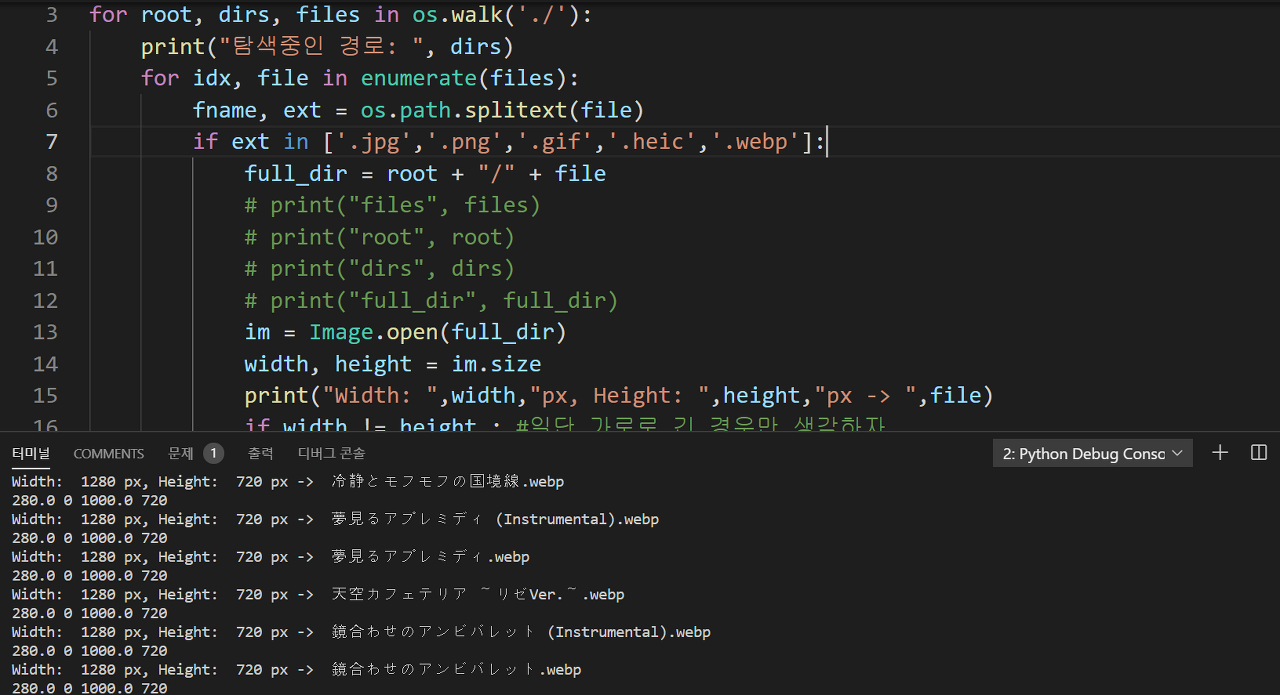 3 for root, dirs, files in os.walk('./'):
4 print("탐색중인 경로: ", dirs)
5 for idx, file in enumerate(files):
6 fname, ext = os.path.splitext(file)
7 if ext in ['.jpg','.png','.gif','.heic','.webp']:
8 full_dir = root + "/" + file
9 # print("files", files)
10 # print("root", root)
11 # print("dirs", dirs)
12 # print("full_dir", full_dir)
13 im = Image.open(full_dir)
14 width, height = im.size
15 print("Width: ",width,"px, Height: ",height,"px -> ",file)
16 if width != height : #일단 가로로 긴 경우만 생각하자
터미널 COMMENTS 문제 1 출력 디버그 콘솔 2: Python Debug Consc
Width:  1280 px, Height:  720 px ->  冷静とモフモフの国境線.webp
280.0 0 1000.0 720
Width:  1280 px, Height:  720 px ->  夢見るアプレミディ (Instrumental).webp
280.0 0 1000.0 720
Width:  1280 px, Height:  720 px ->  夢見るアプレミディ.webp
280.0 0 1000.0 720
Width:  1280 px, Height:  720 px ->  天空カフェテリア ~リゼVer.~.webp
280.0 0 1000.0 720
Width:  1280 px, Height:  720 px ->  鏡合わせのアンビバレット (Instrumental).webp
280.0 0 1000.0 720
Width:  1280 px, Height:  720 px ->  鏡合わせのアンビバレット.webp
280.0 0 1000.0 720